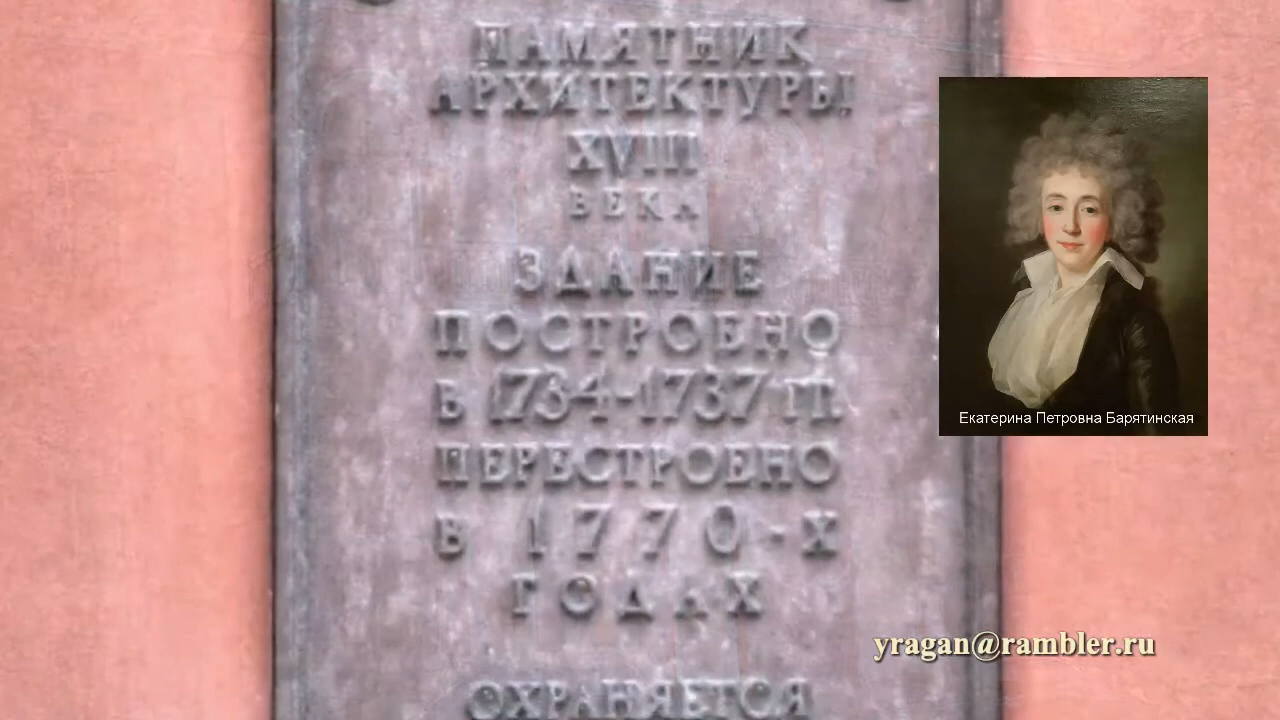 ПАМЯТНИК
АРХИТЕКТУРЫ
XVIII
ВЕКА
ЗДАНИЕ
ПОСТРОЕНО
В 1734-1737 ГГ.
ПЕРЕСТРОЕНО
В 1770-Х
ГОДАХ
ОХРАНЯЕТСЯ
Екатерина Петровна Барятинская
yragan@rambler.ru